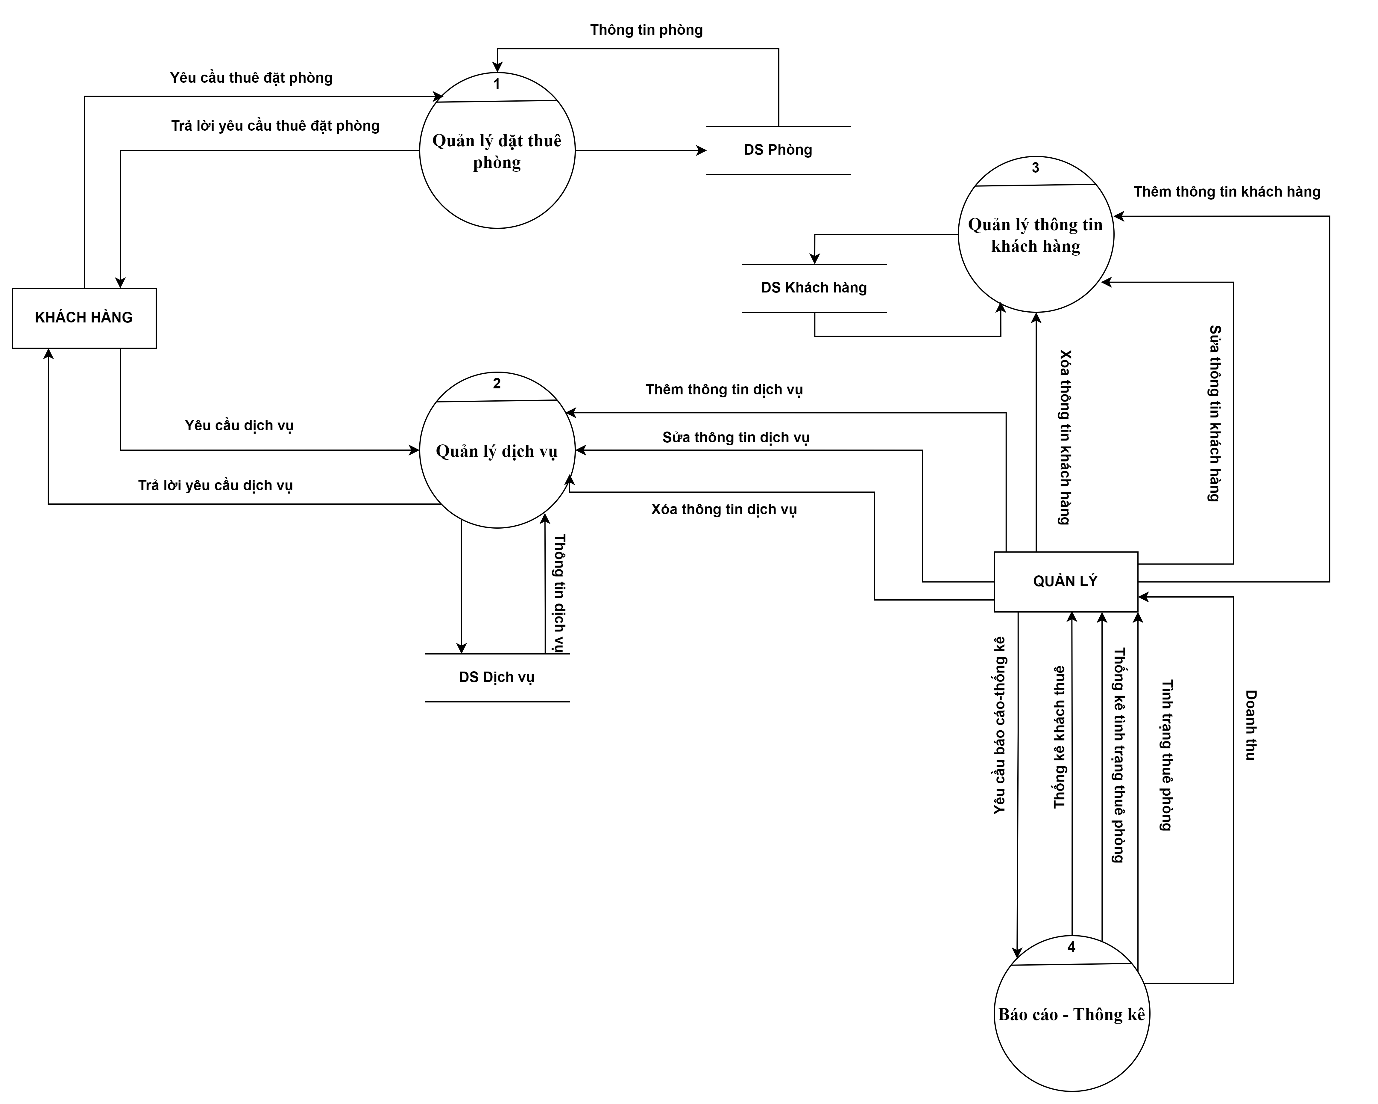 Thông tin phòng
Yêu cầu thuê đặt phòng
1
Trả lời yêu cầu thuê đặt phòng
Quản lý dặt thuê
phòng
DS Phòng
3
Thêm thông tin khách hàng
Quản lý thông tin
khách hàng
DS Khách hàng
KHÁCH HÀNG
Sửa thông tin khách hàng
Xóa thông tin khách hàng
2
Thêm thông tin dịch vụ
Yêu cầu dịch vụ
Sửa thông tin dịch vụ
Quản lý dịch vụ
Trả lời yêu cầu dịch vụ
Xóa thông tin dịch vụ
Thông tin dịch vụ
QUẢN LÝ
DS Dịch vụ
Yêu cầu báo cáo-thống kê
Thống kê khách thuê
Thống kê tình trạng thuê phòng
Tình trạng thuê phòng
Doanh thu
4
Báo cáo - Thông kê